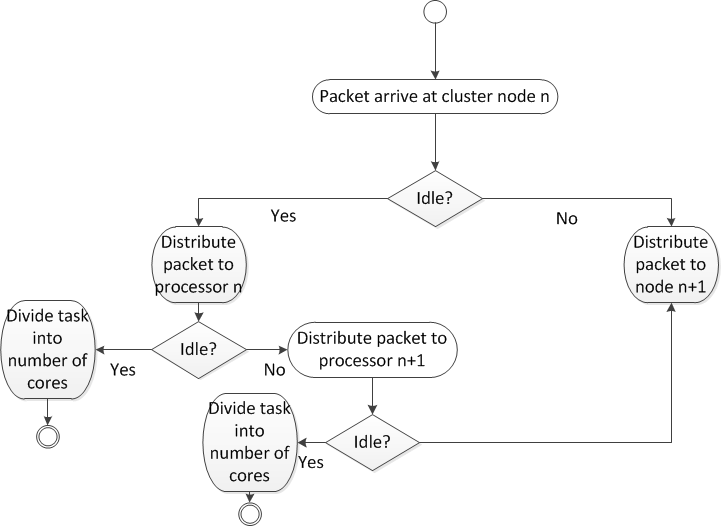 Packet arrive at cluster node n
Idle?
Yes
No
Distribute
packet to
processor n
Distribute
packet to
node n+1
Divide task
into
number of
cores
Idle?
Yes
No
Distribute packet to
processor n+1
Divide task
into
number of
cores
Idle?
Yes